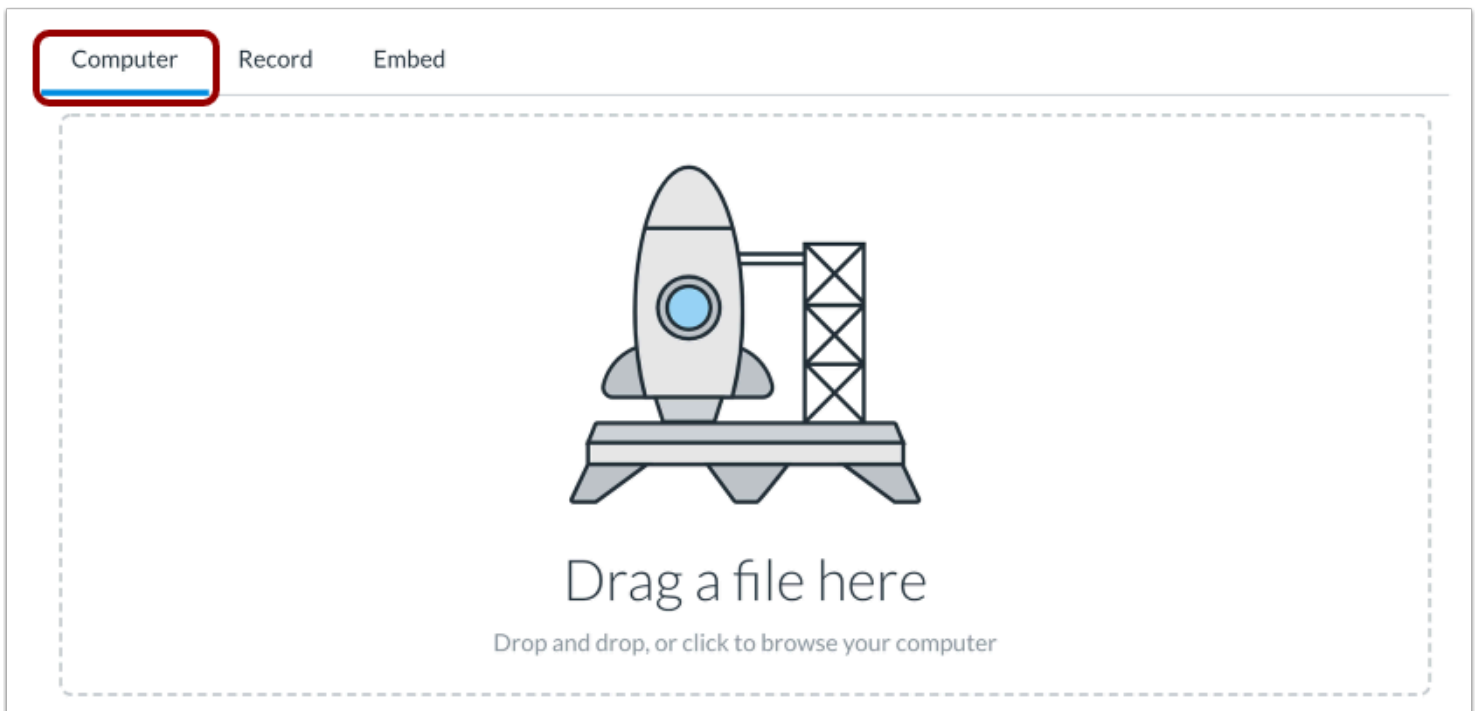 Computer Record Embed
Drag a file here
Drop and drop, or click to browse your computer